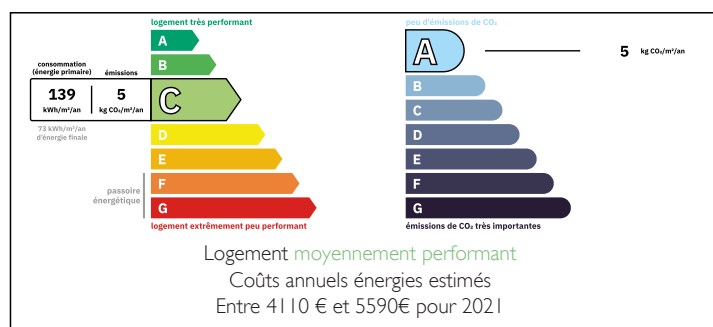 logement très performant
A
B
consommation
(énergie primaire)
émissions
139
kWh/m²/an
5
kg CO₂/m²/an
C
73 kWh/m²/an
d'énergie finale
D
E
passoire
énergétique
F
G
logement extrêmement peu performant
peu d'émissions de CO₂
A
5 kg CO₂/m²/an
B
C
D
E
F
G
émissions de CO₂ très importantes
Logement moyennement performant
Coûts annuels énergies estimés
Entre 4110 € et 5590€ pour 2021